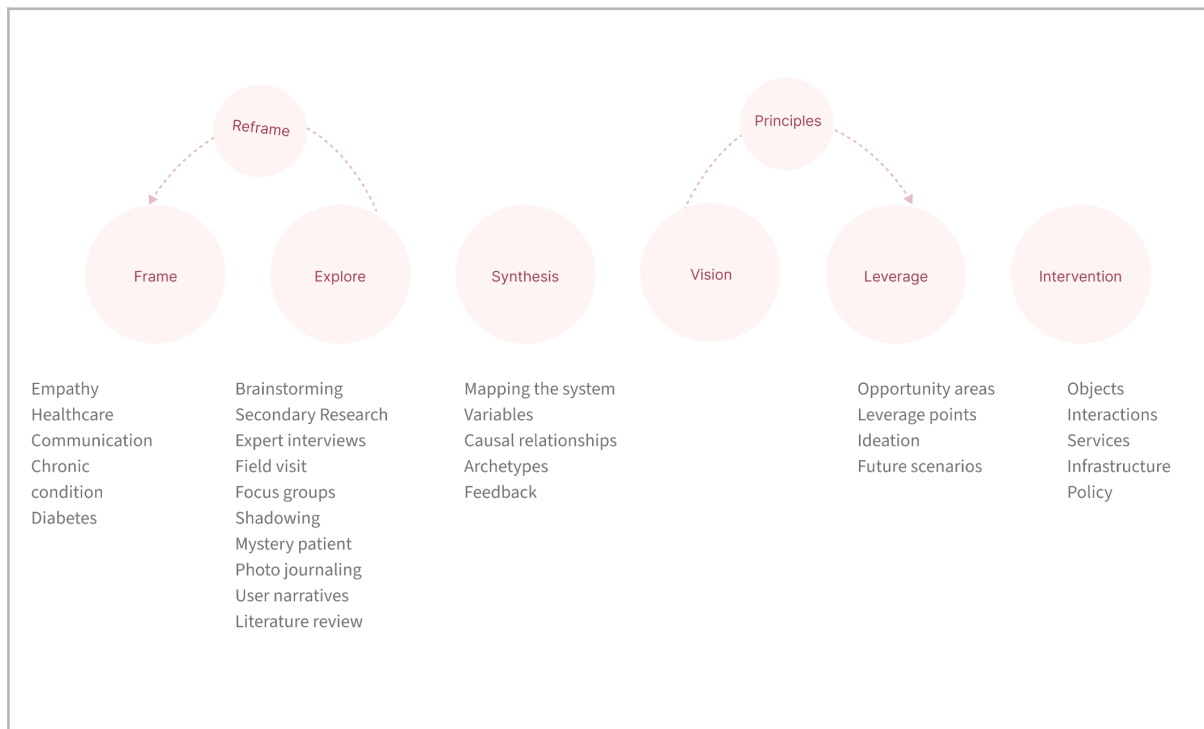 Reframe
Principles
Frame
Explore
Synthesis
Vision
Leverage
Intervention
Empathy
Healthcare
Communication
Chronic
condition
Diabetes
Brainstorming
Secondary Research
Expert interviews
Field visit
Focus groups
Shadowing
Mystery patient
Photo journaling
User narratives
Literature review
Mapping the system
Variables
Causal relationships
Archetypes
Feedback
Opportunity areas
Leverage points
Ideation
Future scenarios
Objects
Interactions
Services
Infrastructure
Policy